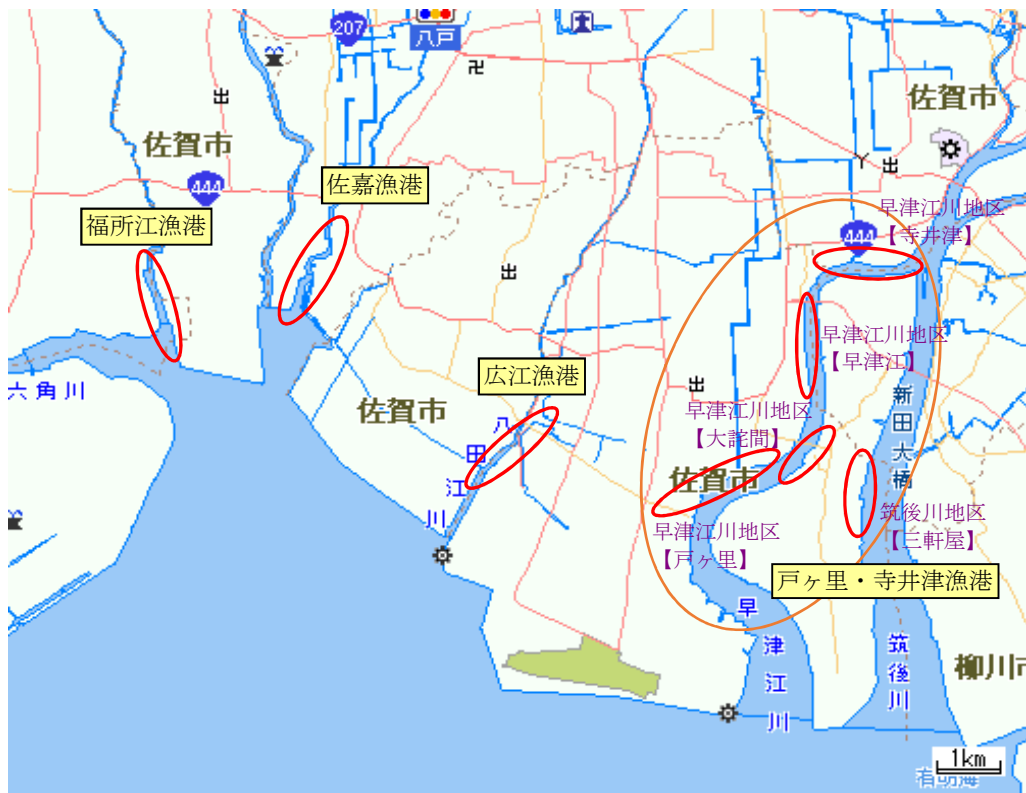 207
八戸
佐賀市
佐賀市
佐嘉漁港
444
福所江漁港
早津江川地区
【寺井津】
444
早津江川地区
【早津江】
六角川
広江漁港
佐賀市
新田大橋
早津江川地区
【大詫間】
八田江川
佐賀市
筑後川地区
【三軒屋】
早津江川地区
【戸ヶ里】
戸ヶ里・寺井津漁港
早津江川
筑後川
柳川市
1km
有明海